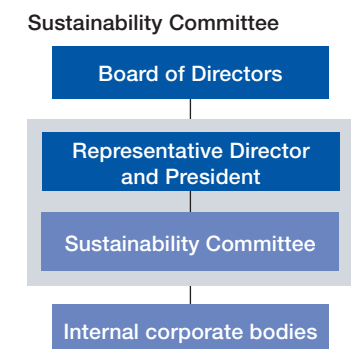 Sustainability Committee
Board of Directors
Representative Director
and President
Sustainability Committee
Internal corporate bodies